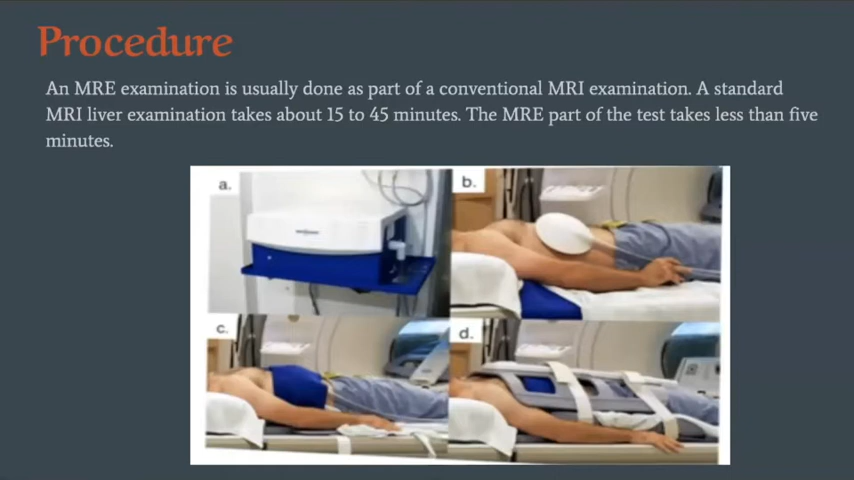 Procedure
An MRE examination is usually done as part of a conventional MRI examination. A standard
MRI liver examination takes about 15 to 45 minutes. The MRE part of the test takes less than five
minutes.
a.
b.
c.
d.